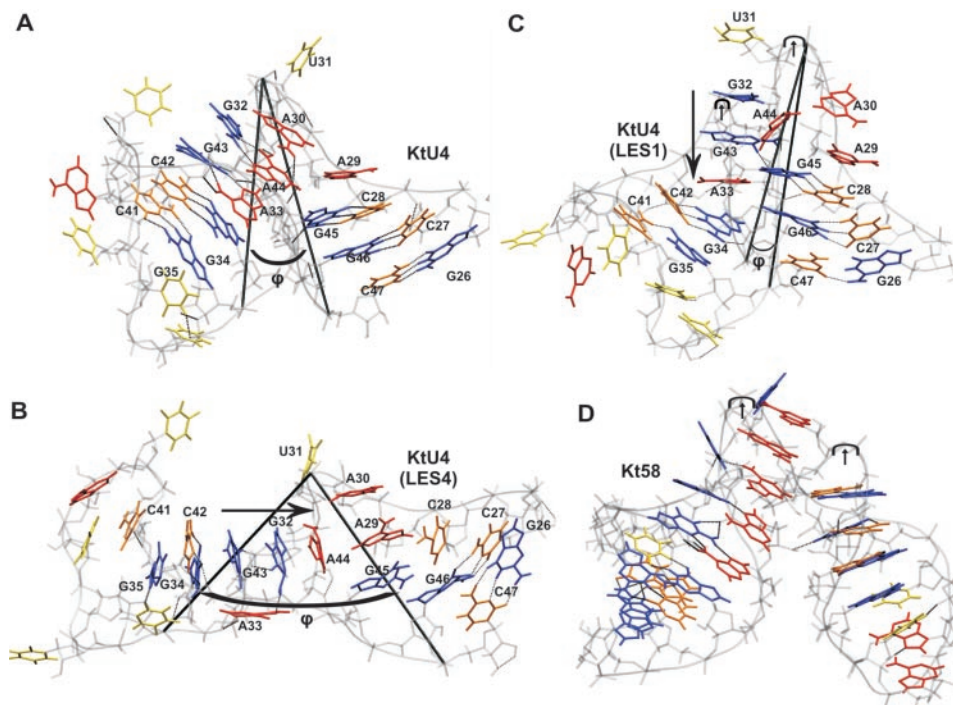 A
U31
G32
A30
KtU4
C42
G43
A29
A44
C28
C41
A33
G45
C27
G34
G46
G35
φ
G26
C47
B
U31
KtU4
(LES4)
A30
C41
C42
G32
A29
C28
C27
G26
A44
G35
G34
G43
G45
G46
C47
A33
φ
C
U31
↑
G32
A44
A30
↑
KtU4
(LES1)
G43
G45
A29
C42
A33
C28
C41
G34
G46
G35
φ
C27
C47
G26
D
↑
Kt58
↑